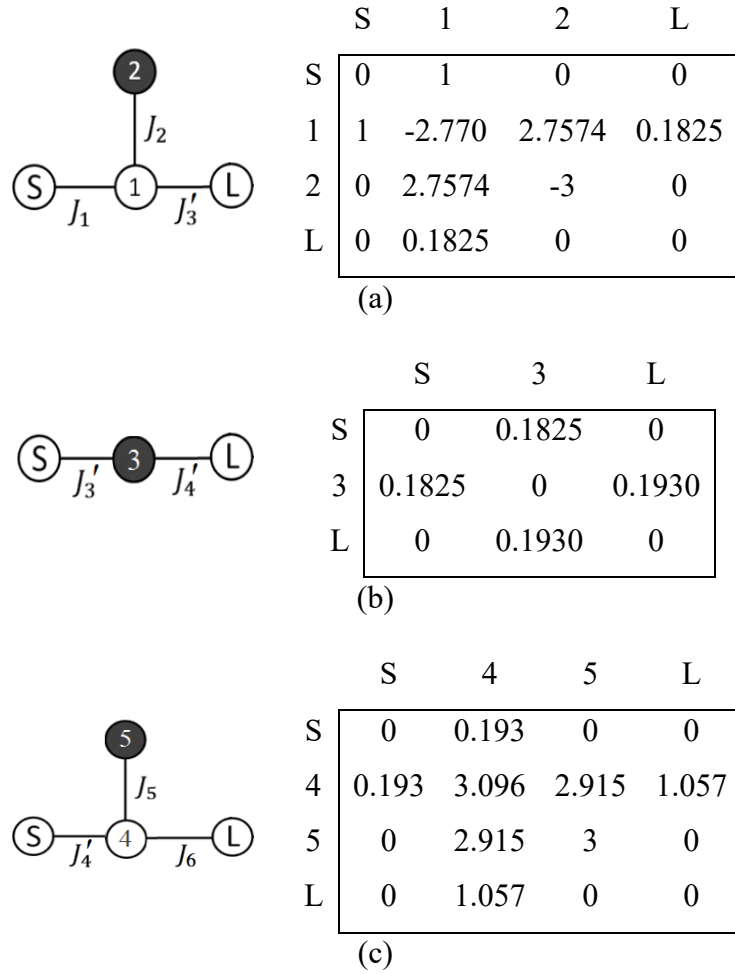 S 1 2 L
S 0 1 0 0
1 1 -2.770 2.7574 0.1825
2 0 2.7574 -3 0
L 0 0.1825 0 0
2
J₂
S 1 L
J₁ J₃′
(a)
S 3 L
S 0 0.1825 0
3 0.1825 0 0.1930
L 0 0.1930 0
S 3 L
J₃′ J₄′
(b)
S 4 5 L
S 0 0.193 0 0
4 0.193 3.096 2.915 1.057
5 0 2.915 3 0
L 0 1.057 0 0
5
J₅
S 4 L
J₄′ J₆
(c)